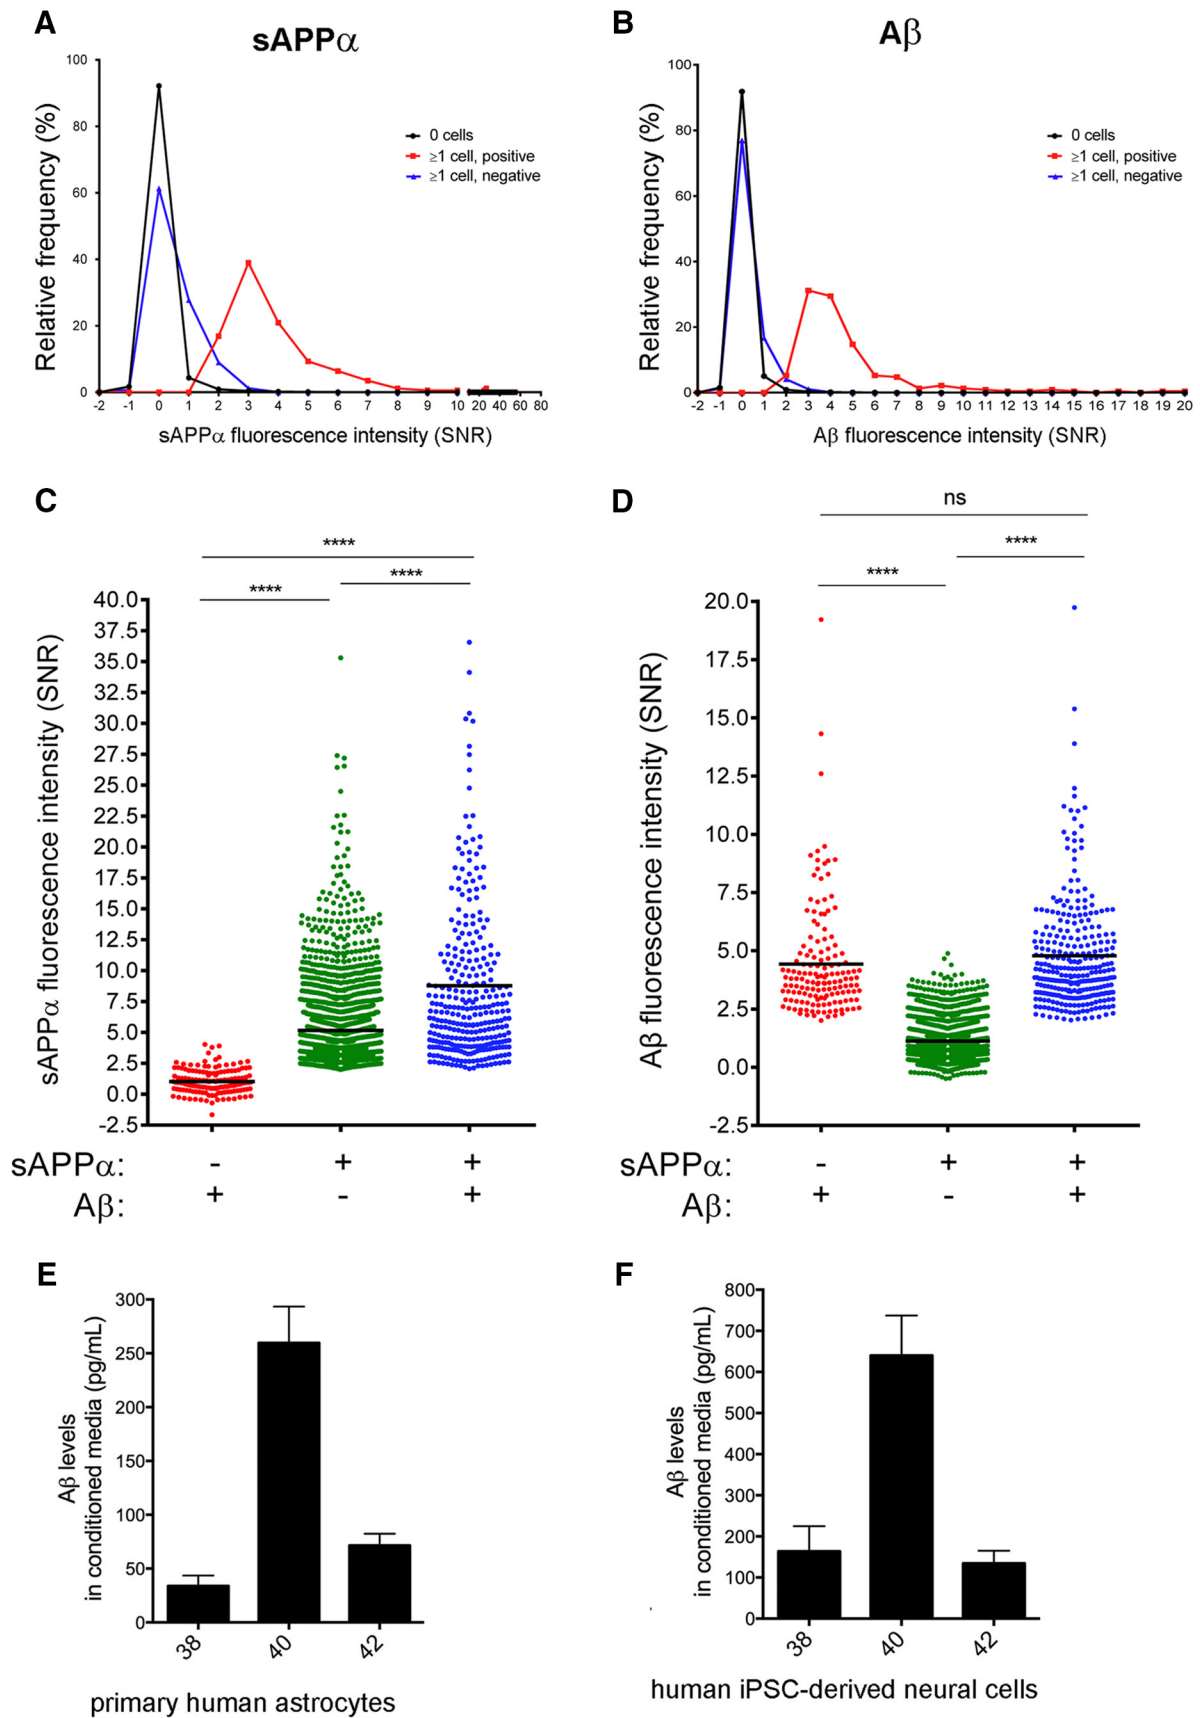 A
sAPPα
Relative frequency (%)
100
80
60
40
20
0
0 cells
≥1 cell, positive
≥1 cell, negative
-2 -1 0 1 2 3 4 5 6 7 8 9 10 20 40 60 80
sAPPα fluorescence intensity (SNR)
B
Aβ
Relative frequency (%)
100
80
60
40
20
0
0 cells
≥1 cell, positive
≥1 cell, negative
-2 -1 0 1 2 3 4 5 6 7 8 9 10 11 12 13 14 15 16 17 18 19 20
Aβ fluorescence intensity (SNR)
C
****
****
****
sAPPα fluorescence intensity (SNR)
40.0
37.5
35.0
32.5
30.0
27.5
25.0
22.5
20.0
17.5
15.0
12.5
10.0
7.5
5.0
2.5
0.0
-2.5
sAPPα: - + +
Aβ: + - +
D
ns
****
****
Aβ fluorescence intensity (SNR)
20.0
17.5
15.0
12.5
10.0
7.5
5.0
2.5
0.0
-2.5
sAPPα: - + +
Aβ: + - +
E
Aβ levels
in conditioned media (pg/mL)
300
250
200
150
100
50
0
38 40 42
primary human astrocytes
F
Aβ levels
in conditioned media (pg/mL)
800
700
600
500
400
300
200
100
0
38 40 42
human iPSC-derived neural cells